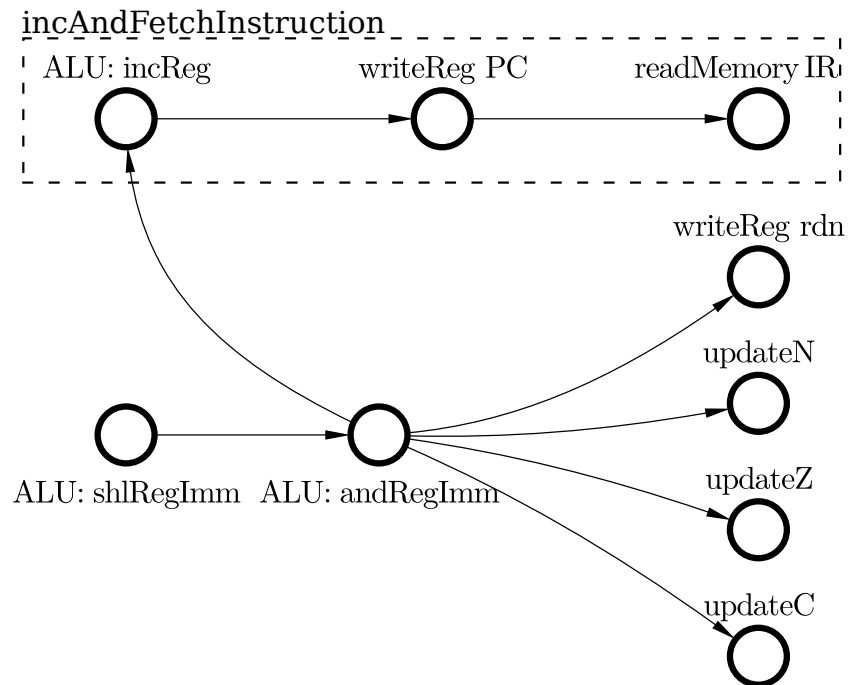 incAndFetchInstruction
ALU: incReg
writeReg PC
readMemory IR
writeReg rdn
updateN
ALU: shlRegImm
ALU: andRegImm
updateZ
updateC